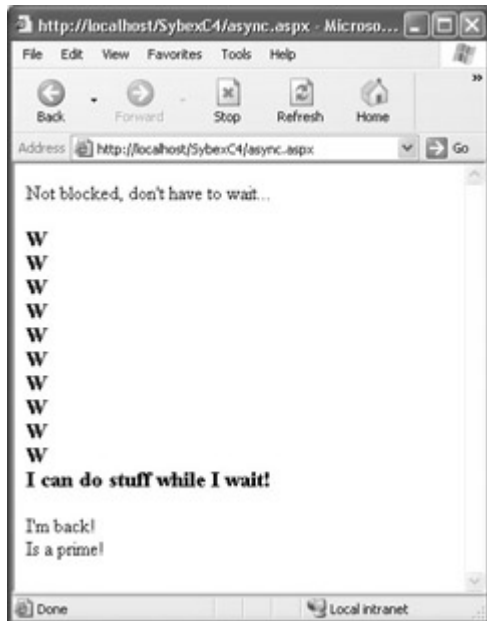 http://localhost/SybexC4/async.aspx - Microso...
File Edit View Favorites Tools Help
Back Forward Stop Refresh Home »
Address http://localhost/SybexC4/async.aspx Go
Not blocked, don't have to wait...
W
W
W
W
W
W
W
W
W
W
I can do stuff while I wait!
I'm back!
Is a prime!
Done Local intranet